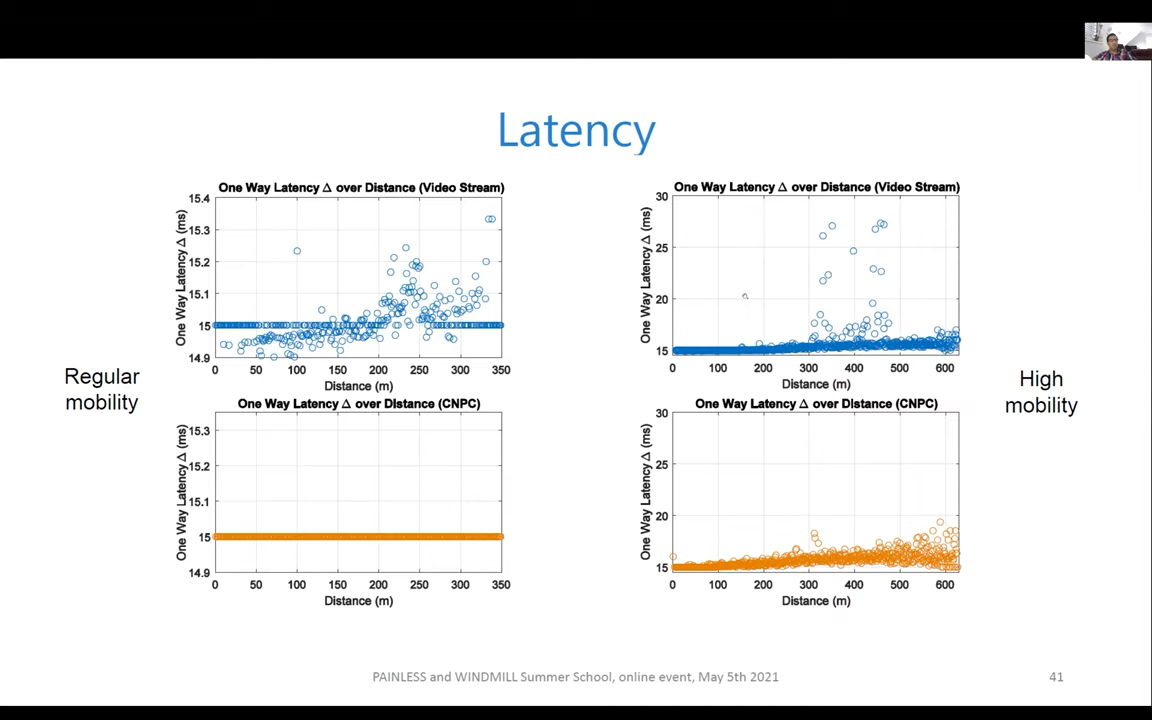 Latency
One Way Latency Δ over Distance (Video Stream)
One Way Latency Δ (ms)
15.4
15.3
15.2
15.1
15
14.9
0 50 100 150 200 250 300 350
Distance (m)
One Way Latency Δ over Distance (Video Stream)
One Way Latency Δ (ms)
30
25
20
15
0 100 200 300 400 500 600
Distance (m)
Regular
mobility
High
mobility
One Way Latency Δ over Distance (CNPC)
One Way Latency Δ (ms)
15.3
15.2
15.1
15
14.9
0 50 100 150 200 250 300 350
Distance (m)
One Way Latency Δ over Distance (CNPC)
One Way Latency Δ (ms)
30
25
20
15
0 100 200 300 400 500 600
Distance (m)
PAINLESS and WINDMILL Summer School, online event, May 5th 2021
41